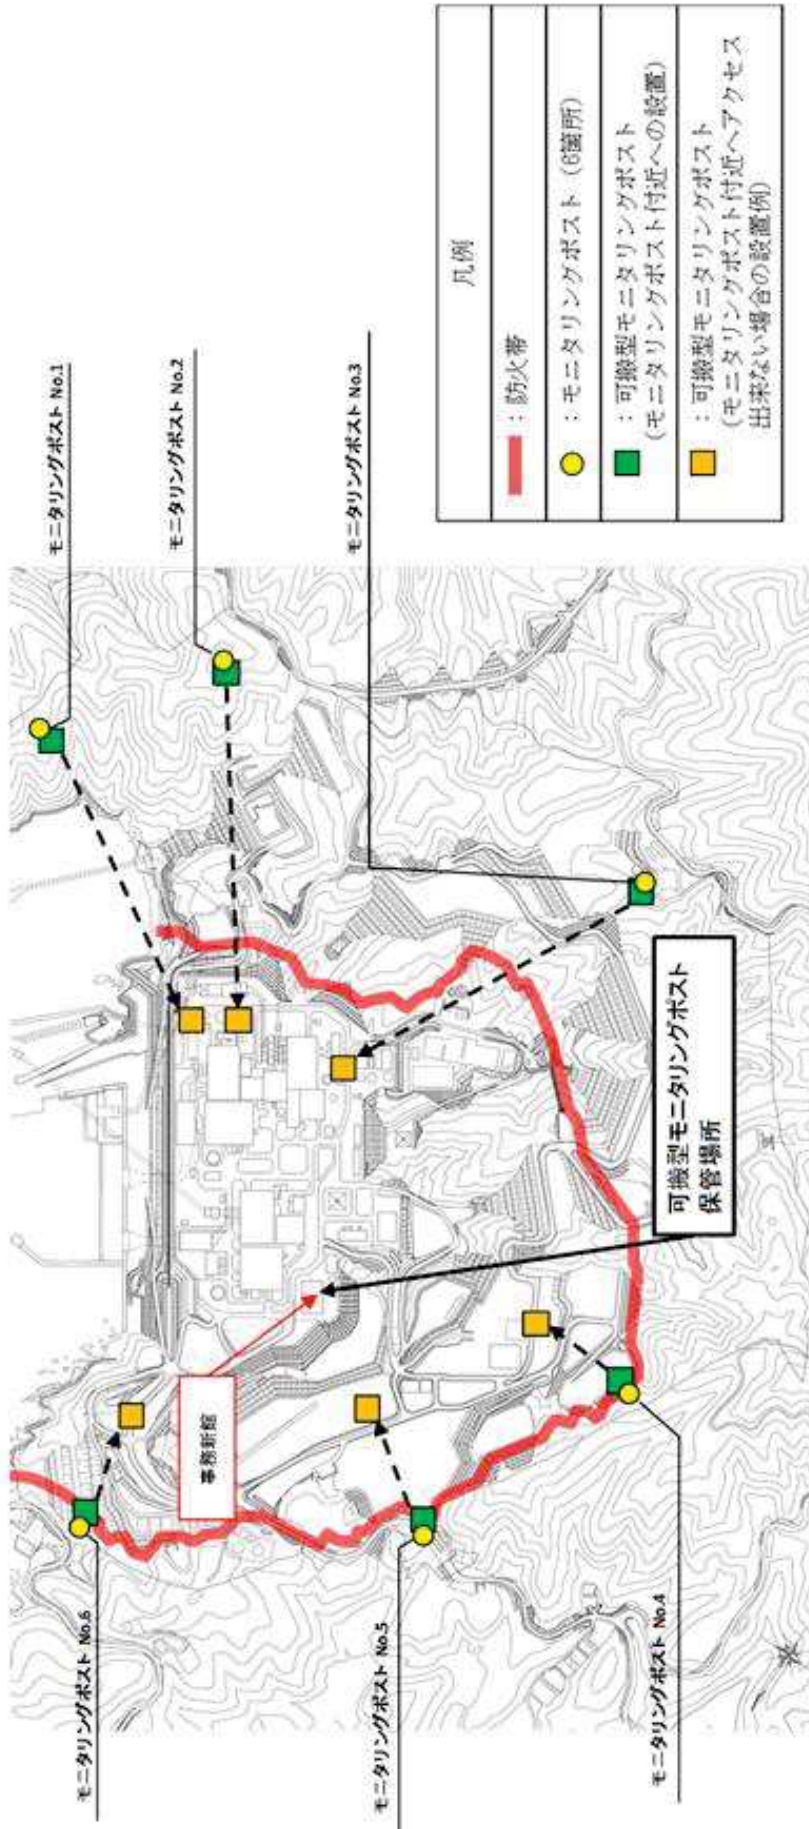 モニタリングポスト No.1
モニタリングポスト No.2
モニタリングポスト No.3
凡例
：防火帯
：モニタリングポスト（6箇所）
：可搬型モニタリングポスト
（モニタリングポスト付近への設置）
：可搬型モニタリングポスト
（モニタリングポスト付近へアクセス
出来ない場合の設置例）
可搬型モニタリングポスト
保管場所
事務新館
モニタリングポスト No.6
モニタリングポスト No.5
モニタリングポスト No.4